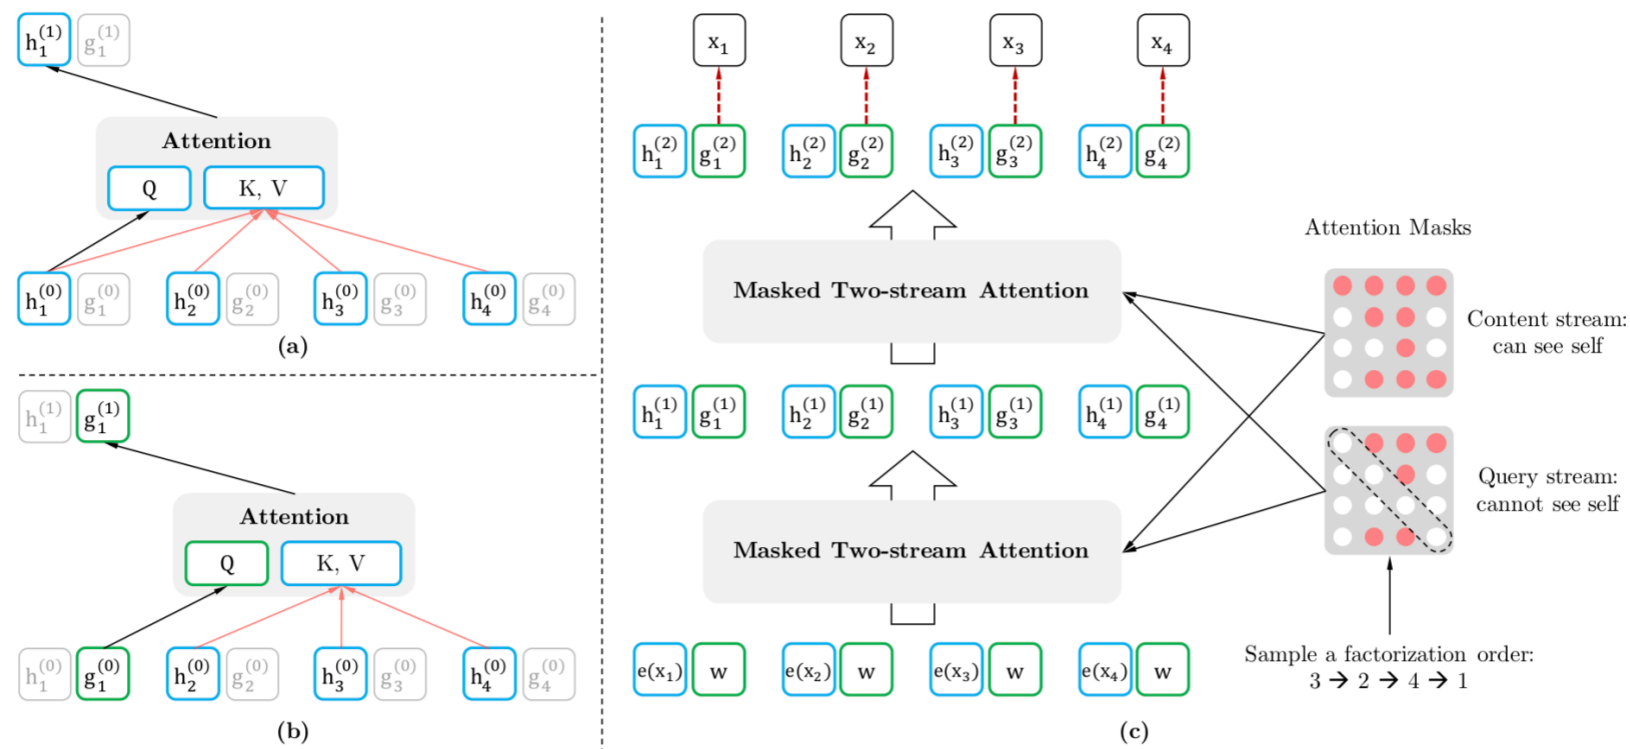 h₁⁽¹⁾ g₁⁽¹⁾
Attention
Q K, V
h₁⁽⁰⁾ g₁⁽⁰⁾ h₂⁽⁰⁾ g₂⁽⁰⁾ h₃⁽⁰⁾ g₃⁽⁰⁾ h₄⁽⁰⁾ g₄⁽⁰⁾
(a)
h₁⁽¹⁾ g₁⁽¹⁾
Attention
Q K, V
h₁⁽⁰⁾ g₁⁽⁰⁾ h₂⁽⁰⁾ g₂⁽⁰⁾ h₃⁽⁰⁾ g₃⁽⁰⁾ h₄⁽⁰⁾ g₄⁽⁰⁾
(b)
x₁ x₂ x₃ x₄
h₁⁽²⁾ g₁⁽²⁾ h₂⁽²⁾ g₂⁽²⁾ h₃⁽²⁾ g₃⁽²⁾ h₄⁽²⁾ g₄⁽²⁾
Masked Two-stream Attention
h₁⁽¹⁾ g₁⁽¹⁾ h₂⁽¹⁾ g₂⁽¹⁾ h₃⁽¹⁾ g₃⁽¹⁾ h₄⁽¹⁾ g₄⁽¹⁾
Masked Two-stream Attention
e(x₁) w e(x₂) w e(x₃) w e(x₄) w
Attention Masks
Content stream:
can see self
Query stream:
cannot see self
Sample a factorization order:
3 → 2 → 4 → 1
(c)